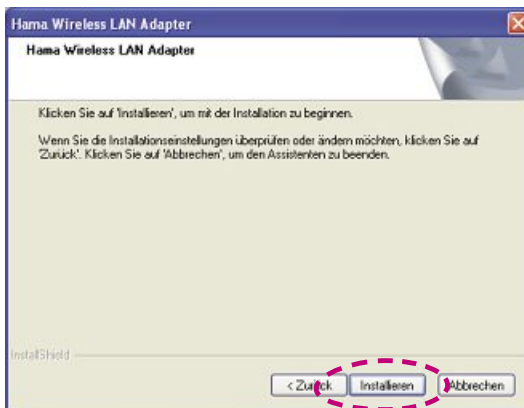 Hama Wireless LAN Adapter
Hama Wireless LAN Adapter
Klicken Sie auf 'Installieren', um mit der Installation zu beginnen.
Wenn Sie die Installationseinstellungen überprüfen oder ändern möchten, klicken Sie auf
'Zurück'. Klicken Sie auf 'Abbrechen', um den Assistenten zu beenden.
InstallShield
< Zurück Installieren Abbrechen